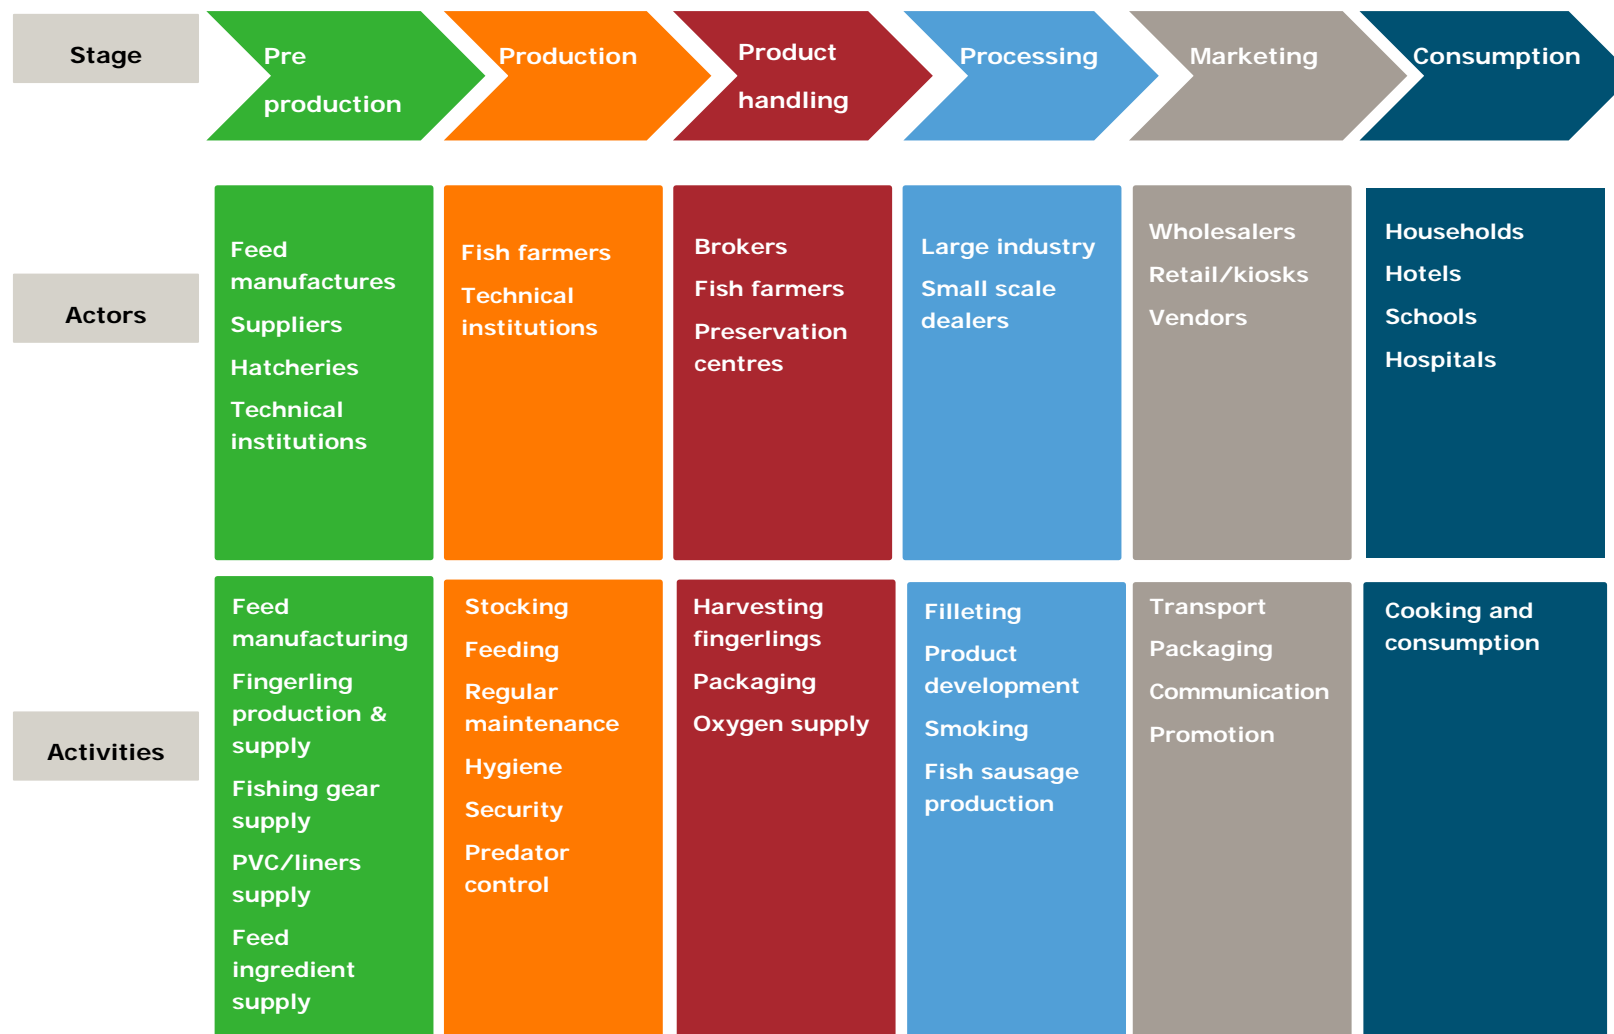 Stage
Pre
production
Production
Product
handling
Processing
Marketing
Consumption
Actors
Feed
manufactures
Suppliers
Hatcheries
Technical
institutions
Fish farmers
Technical
institutions
Brokers
Fish farmers
Preservation
centres
Large industry
Small scale
dealers
Wholesalers
Retail/kiosks
Vendors
Households
Hotels
Schools
Hospitals
Activities
Feed
manufacturing
Fingerling
production &
supply
Fishing gear
supply
PVC/liners
supply
Feed
ingredient
supply
Stocking
Feeding
Regular
maintenance
Hygiene
Security
Predator
control
Harvesting
fingerlings
Packaging
Oxygen supply
Filleting
Product
development
Smoking
Fish sausage
production
Transport
Packaging
Communication
Promotion
Cooking and
consumption